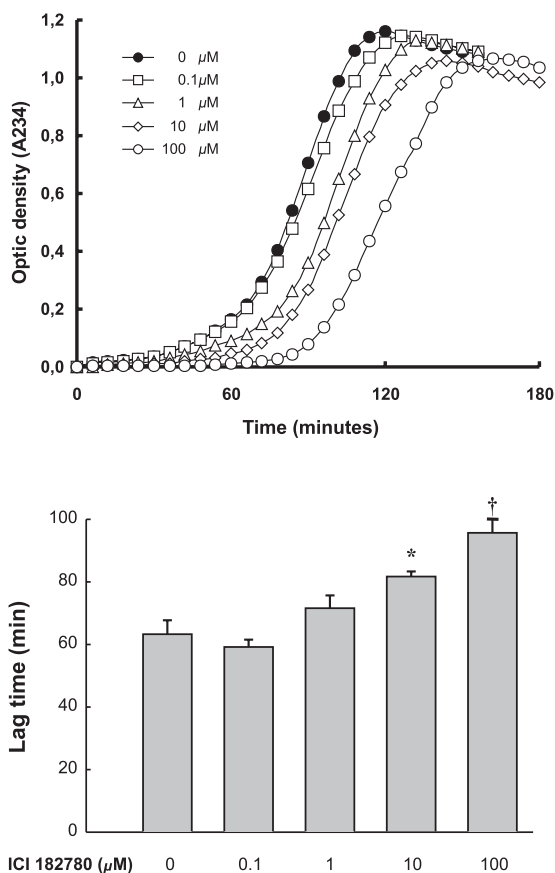 1,2
1,0
0,8
0,6
0,4
0,2
0,0
Optic density (A234)
0 µM
0.1µM
1 µM
10 µM
100 µM
0 60 120 180
Time (minutes)
100
80
60
40
20
0
Lag time (min)
*
†
ICI 182780 (µM) 0 0.1 1 10 100